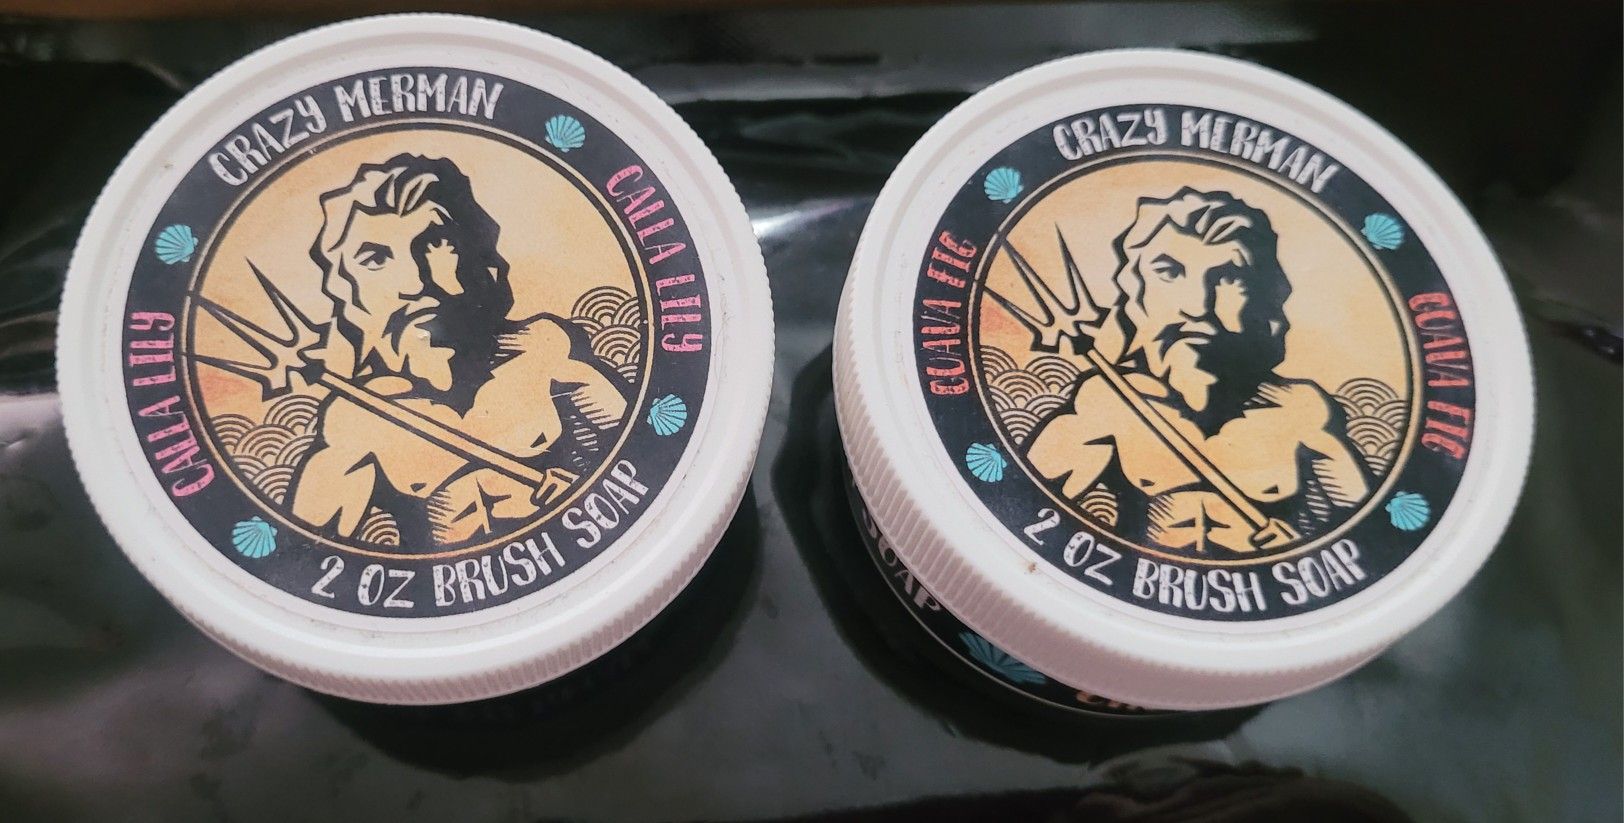 CRAZY MERMAN
CALLA LILY
CALLA LILY
2 OZ BRUSH SOAP
CRAZY MERMAN
GUAVA FIG
GUAVA FIG
2 OZ BRUSH SOAP
SOAP